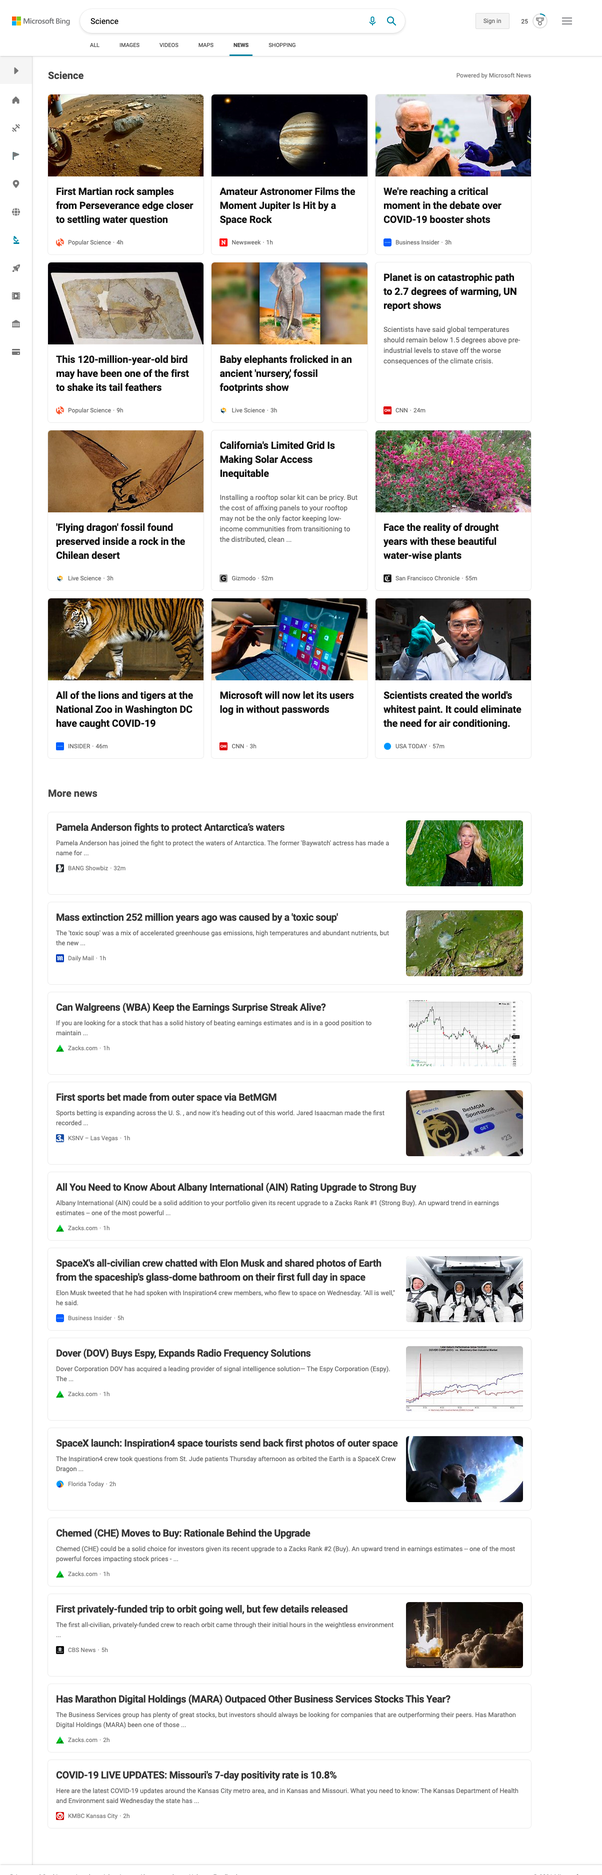 Microsoft Bing
Science
Sign in
25
ALL
IMAGES
VIDEOS
MAPS
NEWS
SHOPPING
Science
Powered by Microsoft News
First Martian rock samples
from Perseverance edge closer
to settling water question
Popular Science · 4h
Amateur Astronomer Films the
Moment Jupiter Is Hit by a
Space Rock
Newsweek · 1h
We're reaching a critical
moment in the debate over
COVID-19 booster shots
Business Insider · 3h
This 120-million-year-old bird
may have been one of the first
to shake its tail feathers
Popular Science · 9h
Baby elephants frolicked in an
ancient 'nursery,' fossil
footprints show
Live Science · 3h
Planet is on catastrophic path
to 2.7 degrees of warming, UN
report shows
Scientists have said global temperatures
should remain below 1.5 degrees above pre-
industrial levels to stave off the worse
consequences of the climate crisis.
CNN · 24m
'Flying dragon' fossil found
preserved inside a rock in the
Chilean desert
Live Science · 3h
California's Limited Grid Is
Making Solar Access
Inequitable
Installing a rooftop solar kit can be pricy. But
the cost of affixing panels to your rooftop
may not be the only factor keeping low-
income communities from transitioning to
the distributed, clean ...
Gizmodo · 52m
Face the reality of drought
years with these beautiful
water-wise plants
San Francisco Chronicle · 55m
All of the lions and tigers at the
National Zoo in Washington DC
have caught COVID-19
INSIDER · 46m
Microsoft will now let its users
log in without passwords
CNN · 3h
Scientists created the world's
whitest paint. It could eliminate
the need for air conditioning.
USA TODAY · 57m
More news
Pamela Anderson fights to protect Antarctica's waters
Pamela Anderson has joined the fight to protect the waters of Antarctica. The former 'Baywatch' actress has made a
name for ...
BANG Showbiz · 32m
Mass extinction 252 million years ago was caused by a 'toxic soup'
The 'toxic soup' was a mix of accelerated greenhouse gas emissions, high temperatures and abundant nutrients, but
the new ...
Daily Mail · 1h
Can Walgreens (WBA) Keep the Earnings Surprise Streak Alive?
If you are looking for a stock that has a solid history of beating earnings estimates and is in a good position to
maintain ...
Zacks.com · 1h
First sports bet made from outer space via BetMGM
Sports betting is expanding across the U. S. , and now it's heading out of this world. Jared Isaacman made the first
recorded ...
KSNV – Las Vegas · 1h
Search
BetMGM
Sportsbook
GET
#23
All You Need to Know About Albany International (AIN) Rating Upgrade to Strong Buy
Albany International (AIN) could be a solid addition to your portfolio given its recent upgrade to a Zacks Rank #1 (Strong Buy). An upward trend in earnings
estimates -- one of the most powerful ...
Zacks.com · 1h
SpaceX's all-civilian crew chatted with Elon Musk and shared photos of Earth
from the spaceship's glass-dome bathroom on their first full day in space
Elon Musk tweeted that he had spoken with Inspiration4 crew members, who flew to space on Wednesday. "All is well,"
he said.
Business Insider · 5h
Dover (DOV) Buys Espy, Expands Radio Frequency Solutions
Dover Corporation DOV has acquired a leading provider of signal intelligence solution— The Espy Corporation (Espy).
The ...
Zacks.com · 1h
SpaceX launch: Inspiration4 space tourists send back first photos of outer space
The Inspiration4 crew took questions from St. Jude patients Thursday afternoon as orbited the Earth is a SpaceX Crew
Dragon ...
Florida Today · 2h
Chemed (CHE) Moves to Buy: Rationale Behind the Upgrade
Chemed (CHE) could be a solid choice for investors given its recent upgrade to a Zacks Rank #2 (Buy). An upward trend in earnings estimates -- one of the most
powerful forces impacting stock prices - ...
Zacks.com · 1h
First privately-funded trip to orbit going well, but few details released
The first all-civilian, privately-funded crew to reach orbit came through their initial hours in the weightless environment
...
CBS News · 5h
Has Marathon Digital Holdings (MARA) Outpaced Other Business Services Stocks This Year?
The Business Services group has plenty of great stocks, but investors should always be looking for companies that are outperforming their peers. Has Marathon
Digital Holdings (MARA) been one of those ...
Zacks.com · 2h
COVID-19 LIVE UPDATES: Missouri's 7-day positivity rate is 10.8%
Here are the latest COVID-19 updates around the Kansas City metro area, and in Kansas and Missouri. What you need to know: The Kansas Department of Health
and Environment said Wednesday the state has ...
KMBC Kansas City · 2h